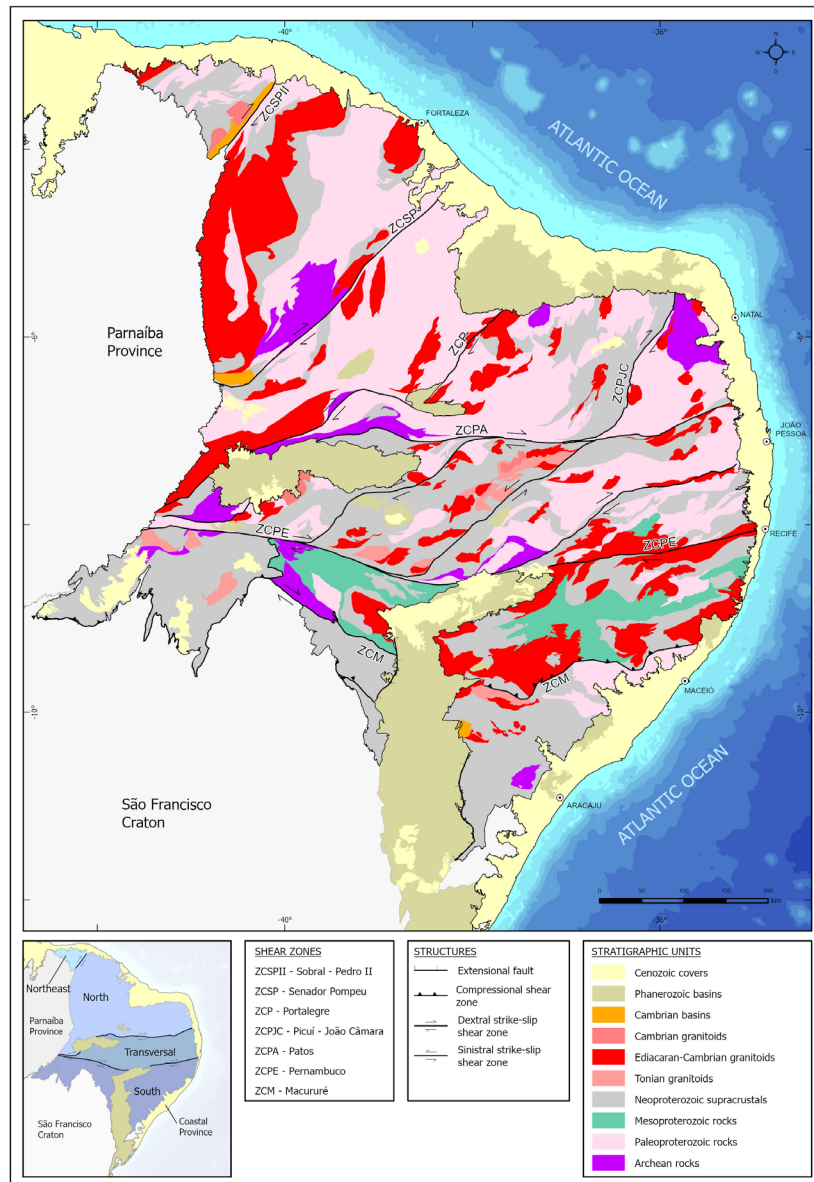 -40°
-36°
N
W
E
S
ZCSPII
FORTALEZA
ATLANTIC OCEAN
ZCSP
Parnaíba
Province
-6°
-6°
NATAL
ZCP
ZCPJC
ZCPA
JOÃO
PESSOA
ZCPE
ZCPE
RECIFE
ZCM
ZCM
MACEIÓ
-10°
-10°
São Francisco
Craton
ARACAJU
ATLANTIC OCEAN
0 50 100 150 200
km
-40°
-36°
Northeast
North
Parnaíba
Province
Transversal
South
São Francisco
Craton
Coastal
Province
SHEAR ZONES
ZCSPII - Sobral - Pedro II
ZCSP - Senador Pompeu
ZCP - Portalegre
ZCPJC - Picuí - João Câmara
ZCPA - Patos
ZCPE - Pernambuco
ZCM - Macururé
STRUCTURES
Extensional fault
Compressional shear
zone
Dextral strike-slip
shear zone
Sinistral strike-slip
shear zone
STRATIGRAPHIC UNITS
Cenozoic covers
Phanerozoic basins
Cambrian basins
Cambrian granitoids
Ediacaran-Cambrian granitoids
Tonian granitoids
Neoproterozoic supracrustals
Mesoproterozoic rocks
Paleoproterozoic rocks
Archean rocks